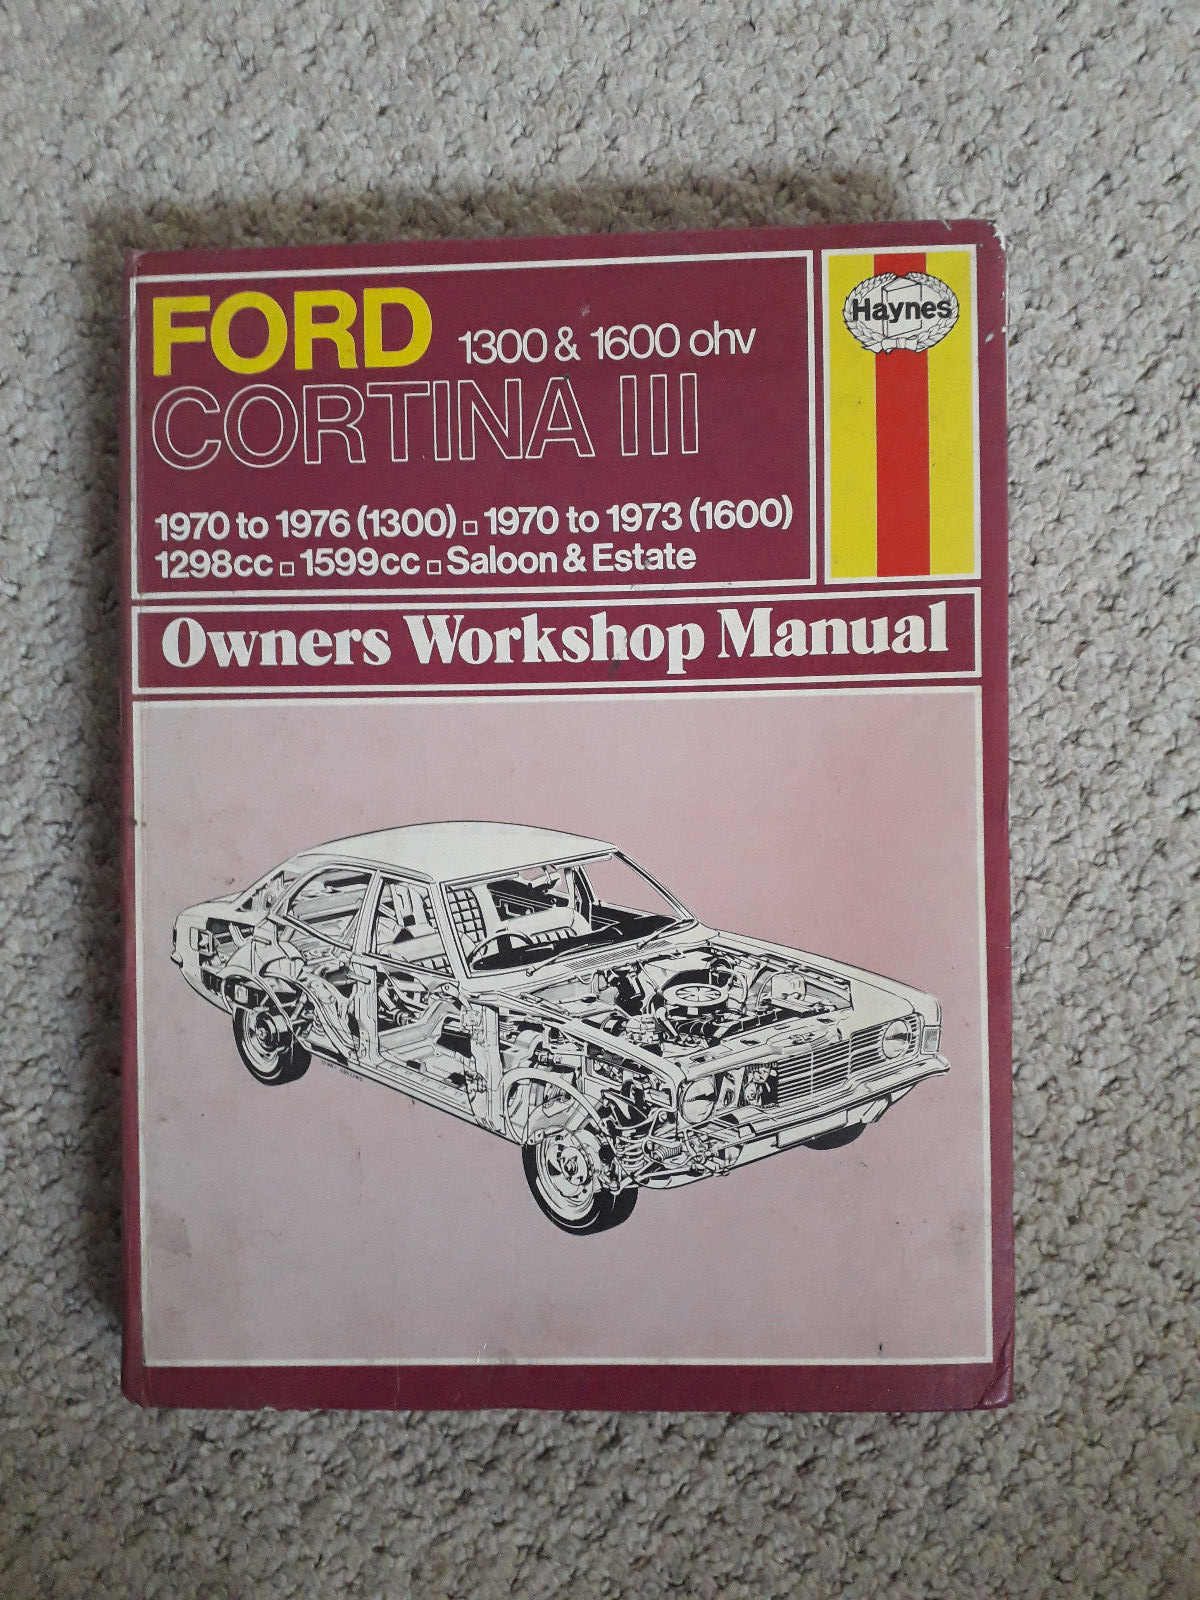 FORD 1300 & 1600 ohv
CORTINA III
1970 to 1976 (1300) ▫ 1970 to 1973 (1600)
1298cc ▫ 1599cc ▫ Saloon & Estate
Haynes
Owners Workshop Manual